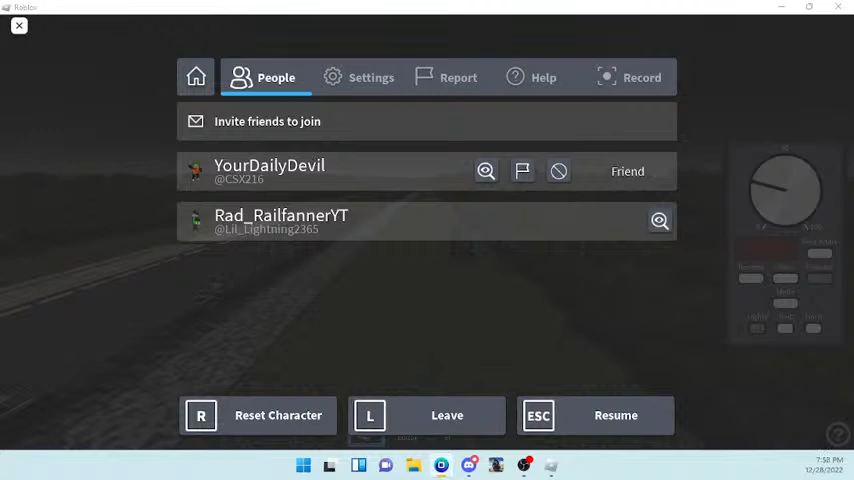 Roblox
People
Settings
Report
Help
Record
Invite friends to join
YourDailyDevil
@CSX216
Friend
Rad_RailfannerYT
@Lil_Lightning2365
R
Reset Character
L
Leave
ESC
Resume
7:58 PM
12/28/2022